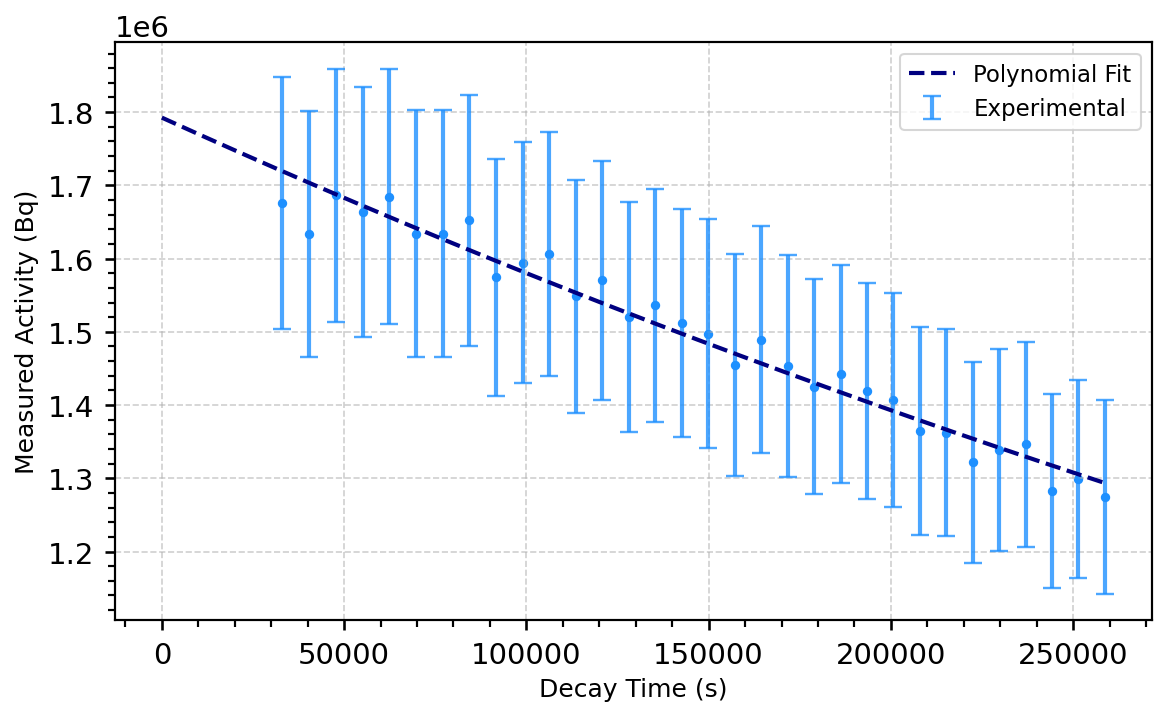 1e6
Polynomial Fit
Experimental
Measured Activity (Bq)
1.8
1.7
1.6
1.5
1.4
1.3
1.2
0 50000 100000 150000 200000 250000
Decay Time (s)